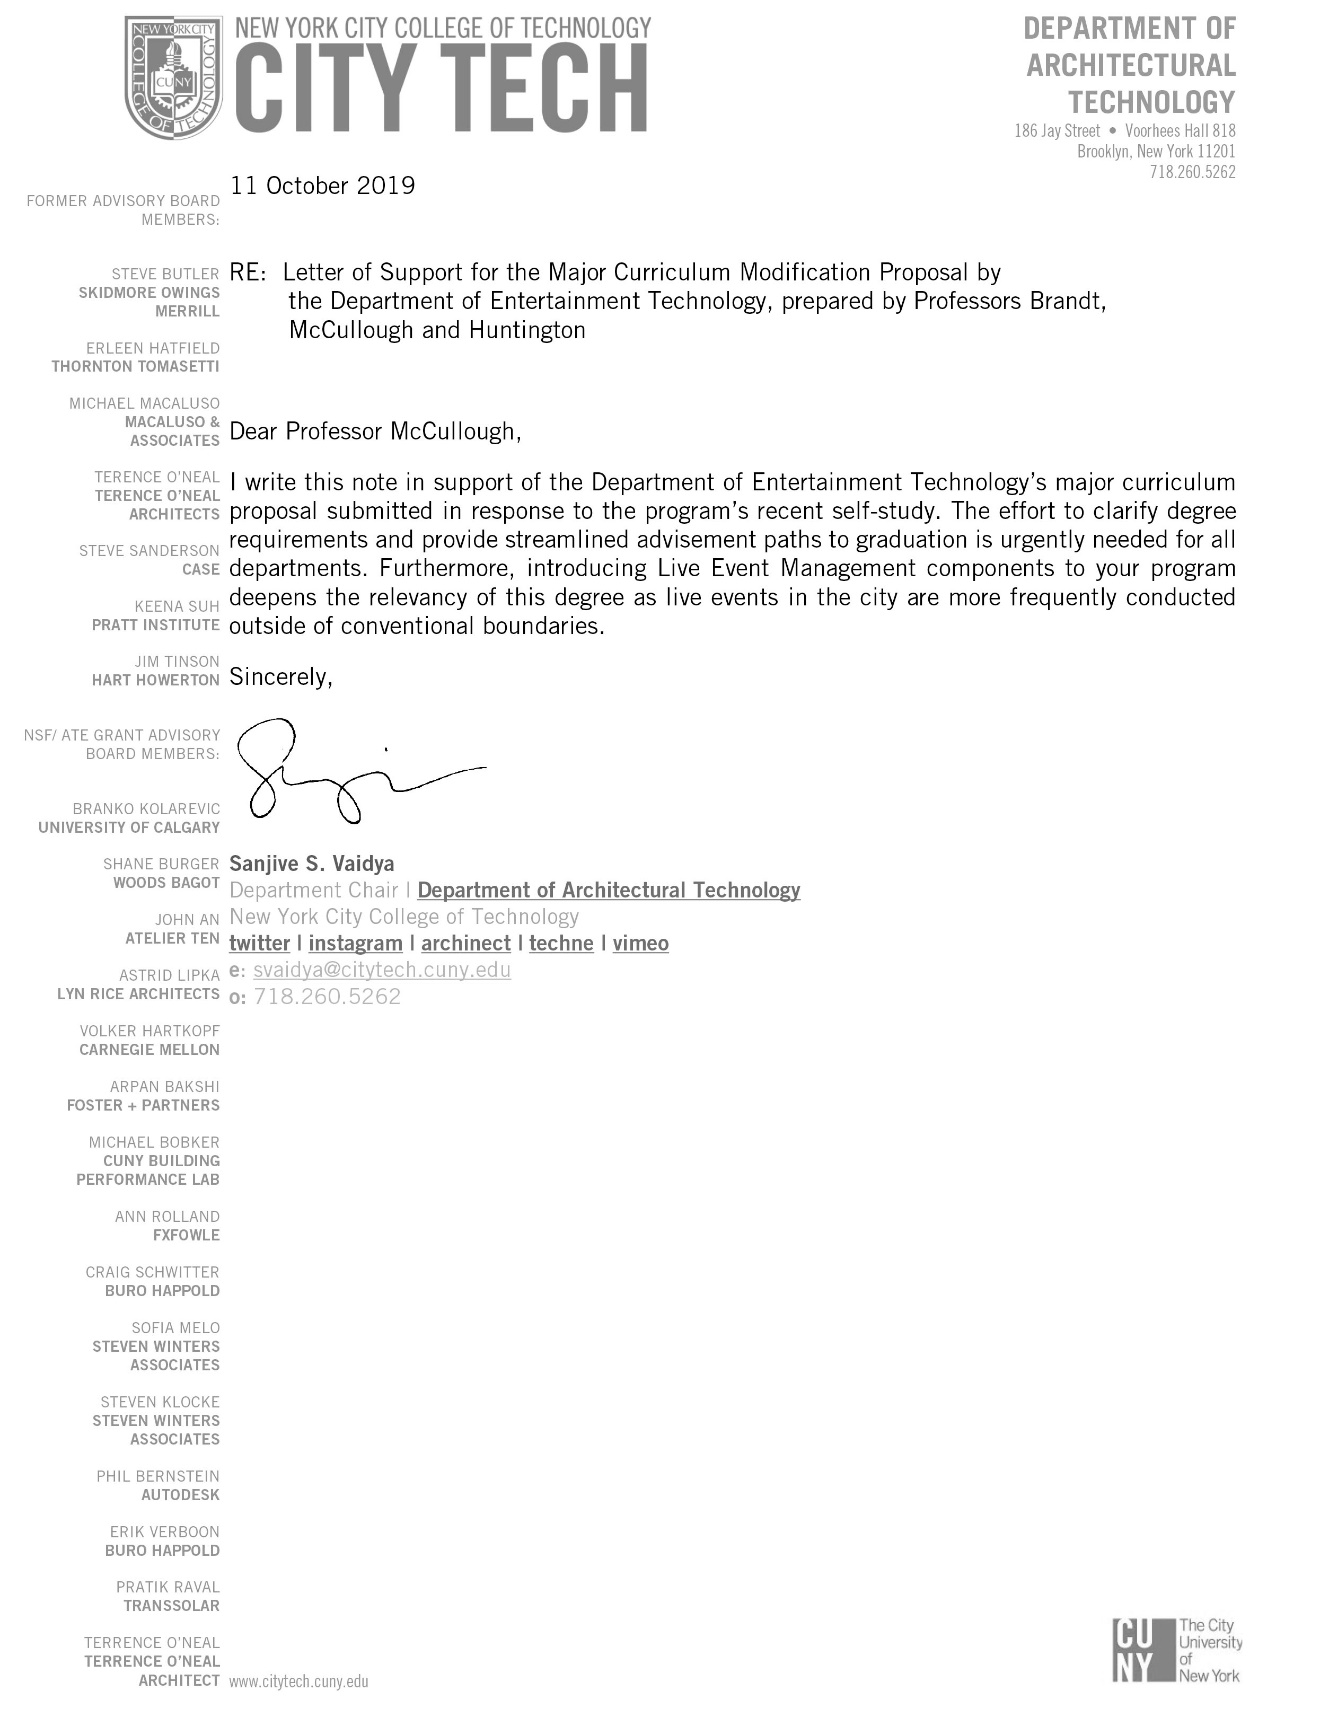 NEW YORK CITY
COLLEGE OF TECHNOLOGY
CUNY
NEW YORK CITY COLLEGE OF TECHNOLOGY
CITY TECH
DEPARTMENT OF
ARCHITECTURAL
TECHNOLOGY
186 Jay Street • Voorhees Hall 818
Brooklyn, New York 11201
718.260.5262
FORMER ADVISORY BOARD
MEMBERS:
STEVE BUTLER
SKIDMORE OWINGS
MERRILL
ERLEEN HATFIELD
THORNTON TOMASETTI
MICHAEL MACALUSO
MACALUSO &
ASSOCIATES
TERENCE O'NEAL
TERENCE O'NEAL
ARCHITECTS
STEVE SANDERSON
CASE
KEENA SUH
PRATT INSTITUTE
JIM TINSON
HART HOWERTON
NSF/ ATE GRANT ADVISORY
BOARD MEMBERS:
BRANKO KOLAREVIC
UNIVERSITY OF CALGARY
SHANE BURGER
WOODS BAGOT
JOHN AN
ATELIER TEN
ASTRID LIPKA
LYN RICE ARCHITECTS
VOLKER HARTKOPF
CARNEGIE MELLON
ARPAN BAKSHI
FOSTER + PARTNERS
MICHAEL BOBKER
CUNY BUILDING
PERFORMANCE LAB
ANN ROLLAND
FXFOWLE
CRAIG SCHWITTER
BURO HAPPOLD
SOFIA MELO
STEVEN WINTERS
ASSOCIATES
STEVEN KLOCKE
STEVEN WINTERS
ASSOCIATES
PHIL BERNSTEIN
AUTODESK
ERIK VERBOON
BURO HAPPOLD
PRATIK RAVAL
TRANSSOLAR
TERRENCE O'NEAL
TERRENCE O'NEAL
ARCHITECT
11 October 2019
RE: Letter of Support for the Major Curriculum Modification Proposal by
the Department of Entertainment Technology, prepared by Professors Brandt,
McCullough and Huntington
Dear Professor McCullough,
I write this note in support of the Department of Entertainment Technology's major curriculum
proposal submitted in response to the program's recent self-study. The effort to clarify degree
requirements and provide streamlined advisement paths to graduation is urgently needed for all
departments. Furthermore, introducing Live Event Management components to your program
deepens the relevancy of this degree as live events in the city are more frequently conducted
outside of conventional boundaries.
Sincerely,
Sanjive S. Vaidya
Department Chair | Department of Architectural Technology
New York City College of Technology
twitter | instagram | archinect | techne | vimeo
e: svaidya@citytech.cuny.edu
o: 718.260.5262
www.citytech.cuny.edu
CU
NY
The City
University
of
New York